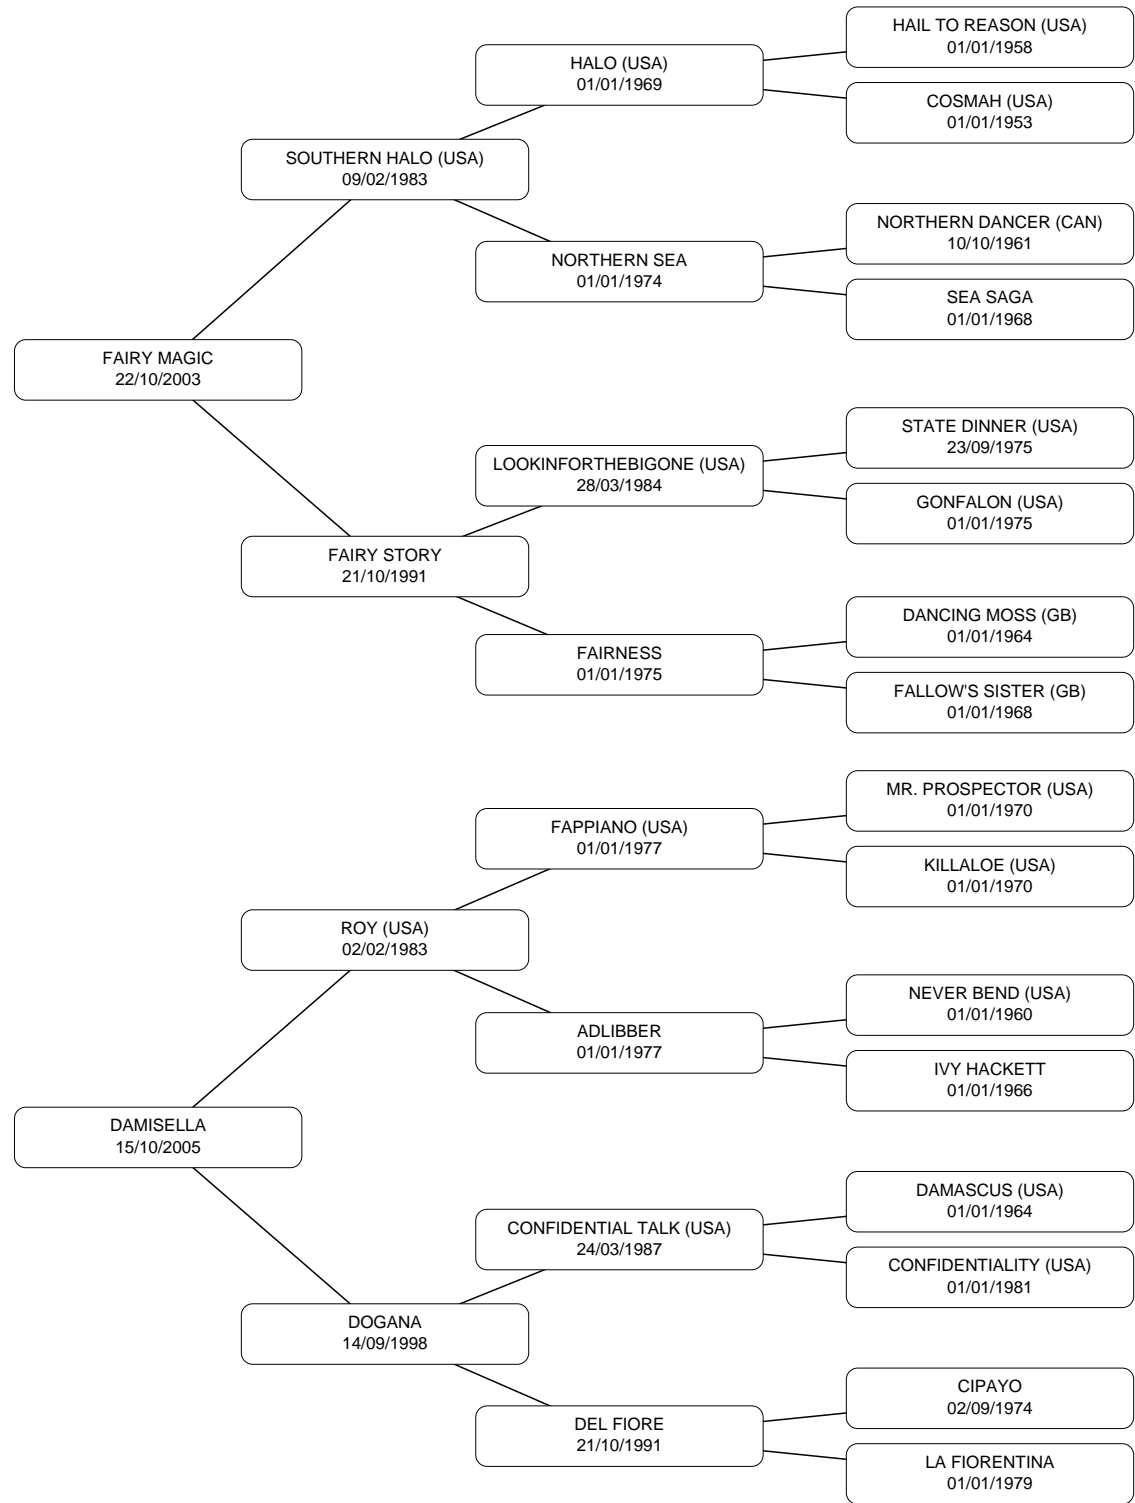 HAIL TO REASON (USA)
01/01/1958
HALO (USA)
01/01/1969
COSMAH (USA)
01/01/1953
SOUTHERN HALO (USA)
09/02/1983
NORTHERN DANCER (CAN)
10/10/1961
NORTHERN SEA
01/01/1974
SEA SAGA
01/01/1968
FAIRY MAGIC
22/10/2003
STATE DINNER (USA)
23/09/1975
LOOKINFORTHEBIGONE (USA)
28/03/1984
GONFALON (USA)
01/01/1975
FAIRY STORY
21/10/1991
DANCING MOSS (GB)
01/01/1964
FAIRNESS
01/01/1975
FALLOW'S SISTER (GB)
01/01/1968
MR. PROSPECTOR (USA)
01/01/1970
FAPPIANO (USA)
01/01/1977
KILLALOE (USA)
01/01/1970
ROY (USA)
02/02/1983
NEVER BEND (USA)
01/01/1960
ADLIBBER
01/01/1977
IVY HACKETT
01/01/1966
DAMISELLA
15/10/2005
DAMASCUS (USA)
01/01/1964
CONFIDENTIAL TALK (USA)
24/03/1987
CONFIDENTIALITY (USA)
01/01/1981
DOGANA
14/09/1998
CIPAYO
02/09/1974
DEL FIORE
21/10/1991
LA FIORENTINA
01/01/1979